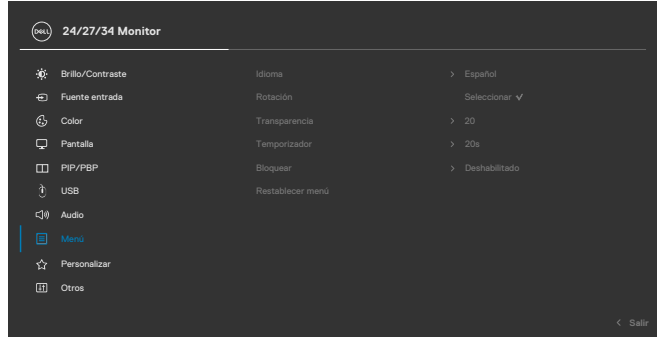 DELL 24/27/34 Monitor
Brillo/Contraste Idioma > Español
Fuente entrada Rotación Seleccionar ✓
Color Transparencia > 20
Pantalla Temporizador > 20s
PIP/PBP Bloquear > Deshabilitado
USB Restablecer menú
Audio
Menú
Personalizar
Otros
< Salir